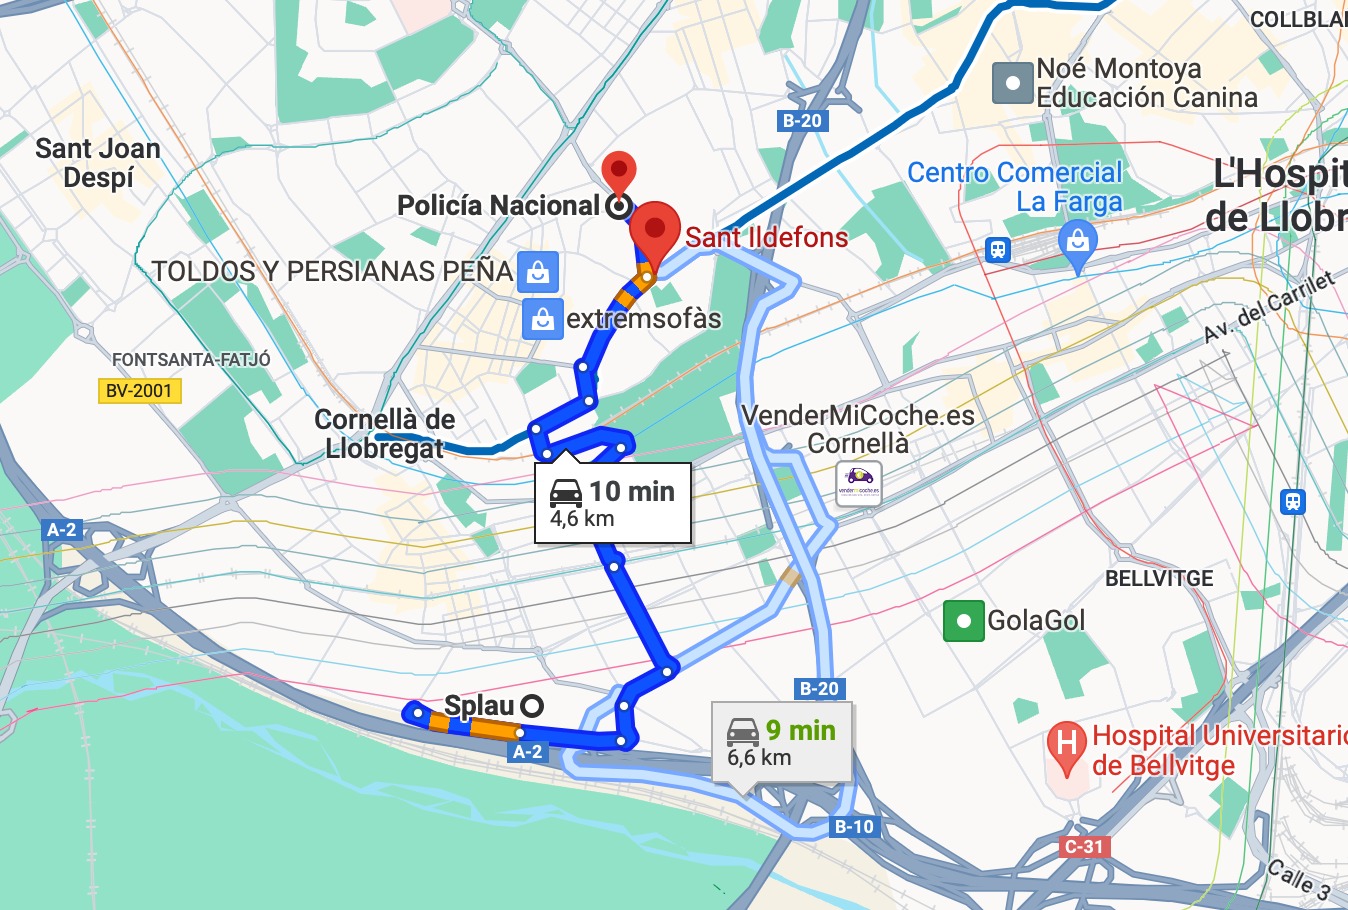 COLLBLA
Noé Montoya
Educación Canina
B-20
Sant Joan
Despí
Centro Comercial
La Farga
L'Hospit
de Llobr
Policía Nacional
Sant Ildefons
TOLDOS Y PERSIANAS PEÑA
extremsofàs
Av. del Carrilet
FONTSANTA-FATJÓ
BV-2001
Cornellà de
Llobregat
VenderMiCoche.es
Cornellà
10 min
4,6 km
A-2
BELLVITGE
GolaGol
B-20
Splau
A-2
9 min
6,6 km
H
Hospital Universitario
de Bellvitge
B-10
C-31
Calle 3